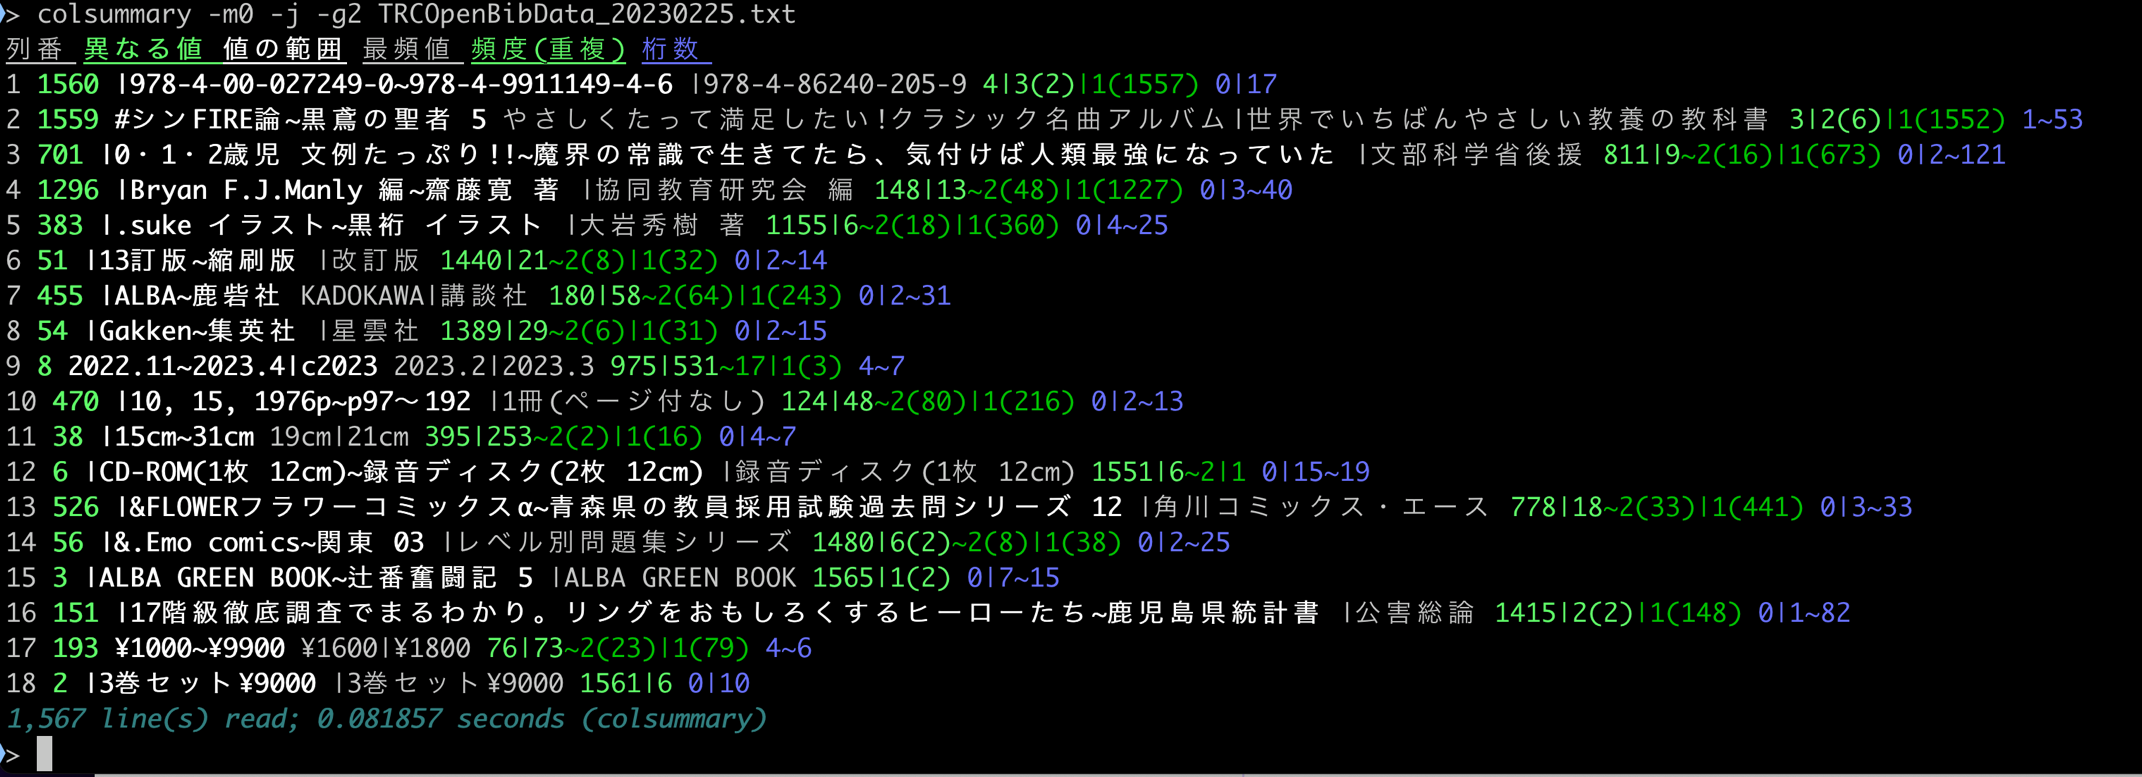 > colsummary -m0 -j -g2 TRCOpenBibData_20230225.txt
列番 異なる値 値の範囲 最頻値 頻度(重複) 桁数
1 1560 |978-4-00-027249-0~978-4-9911149-4-6 |978-4-86240-205-9 4|3(2)|1(1557) 0|17
2 1559 #シンFIRE論~黒鳶の聖者 5 やさしくたって満足したい!クラシック名曲アルバム|世界でいちばんやさしい教養の教科書 3|2(6)|1(1552) 1~53
3 701 |0・1・2歳児 文例たっぷり!!~魔界の常識で生きてたら、気付けば人類最強になっていた |文部科学省後援 811|9~2(16)|1(673) 0|2~121
4 1296 |Bryan F.J.Manly 編~齋藤寛 著 |協同教育研究会 編 148|13~2(48)|1(1227) 0|3~40
5 383 |.suke イラスト~黒裄 イラスト |大岩秀樹 著 1155|6~2(18)|1(360) 0|4~25
6 51 |13訂版~縮刷版 |改訂版 1440|21~2(8)|1(32) 0|2~14
7 455 |ALBA~鹿砦社 KADOKAWA|講談社 180|58~2(64)|1(243) 0|2~31
8 54 |Gakken~集英社 |星雲社 1389|29~2(6)|1(31) 0|2~15
9 8 2022.11~2023.4|c2023 2023.2|2023.3 975|531~17|1(3) 4~7
10 470 |10, 15, 1976p~p97〜192 |1冊(ページ付なし) 124|48~2(80)|1(216) 0|2~13
11 38 |15cm~31cm 19cm|21cm 395|253~2(2)|1(16) 0|4~7
12 6 |CD-ROM(1枚 12cm)~録音ディスク(2枚 12cm) |録音ディスク(1枚 12cm) 1551|6~2|1 0|15~19
13 526 |&FLOWERフラワーコミックスα~青森県の教員採用試験過去問シリーズ 12 |角川コミックス・エース 778|18~2(33)|1(441) 0|3~33
14 56 |&.Emo comics~関東 03 |レベル別問題集シリーズ 1480|6(2)~2(8)|1(38) 0|2~25
15 3 |ALBA GREEN BOOK~辻番奮闘記 5 |ALBA GREEN BOOK 1565|1(2) 0|7~15
16 151 |17階級徹底調査でまるわかり。リングをおもしろくするヒーローたち~鹿児島県統計書 |公害総論 1415|2(2)|1(148) 0|1~82
17 193 ¥1000~¥9900 ¥1600|¥1800 76|73~2(23)|1(79) 4~6
18 2 |3巻セット¥9000 |3巻セット¥9000 1561|6 0|10
1,567 line(s) read; 0.081857 seconds (colsummary)
>